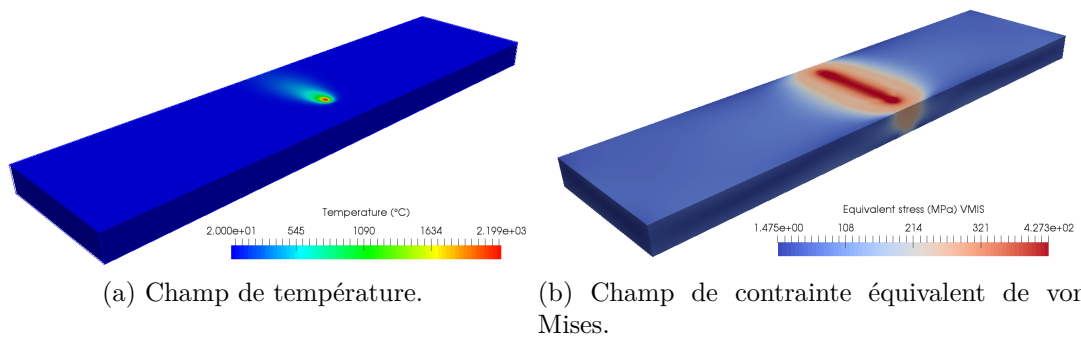 Temperature (°C)
2.000e+01 545 1090 1634 2.199e+03
Equivalent stress (MPa) VMIS
1.475e+00 108 214 321 4.273e+02
(a) Champ de température.
(b) Champ de contrainte équivalent de von
Mises.